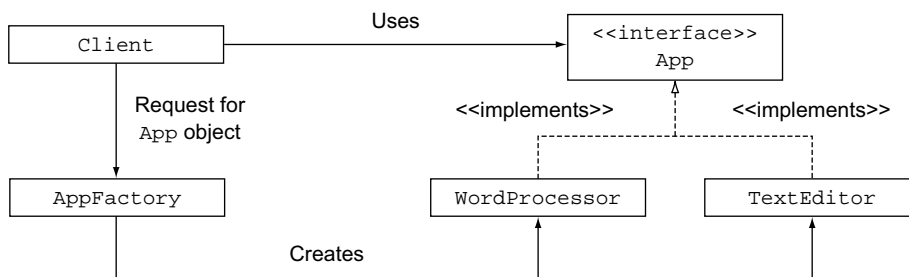 Uses
Client
<<interface>>
App
Request for
App object
<<implements>>
<<implements>>
AppFactory
WordProcessor
TextEditor
Creates